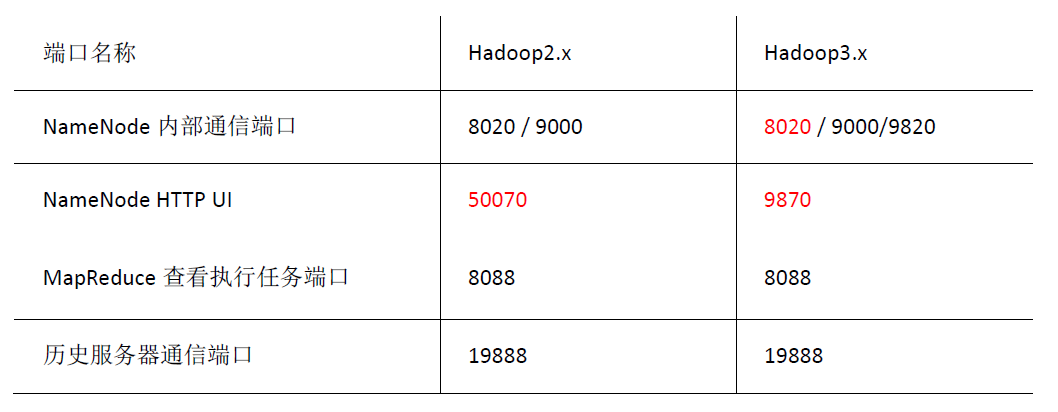 端口名称 Hadoop2.x Hadoop3.x
NameNode 内部通信端口 8020 / 9000 8020 / 9000/9820
NameNode HTTP UI 50070 9870
MapReduce 查看执行任务端口 8088 8088
历史服务器通信端口 19888 19888